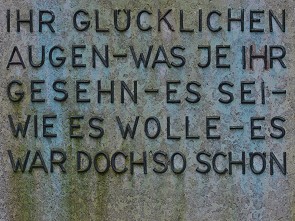 IHR GLÜCKLICHEN
AUGEN-WAS JE IHR
GESEHN-ES SEI-
WIE ES WOLLE-ES
WAR DOCH SO SCHÖN